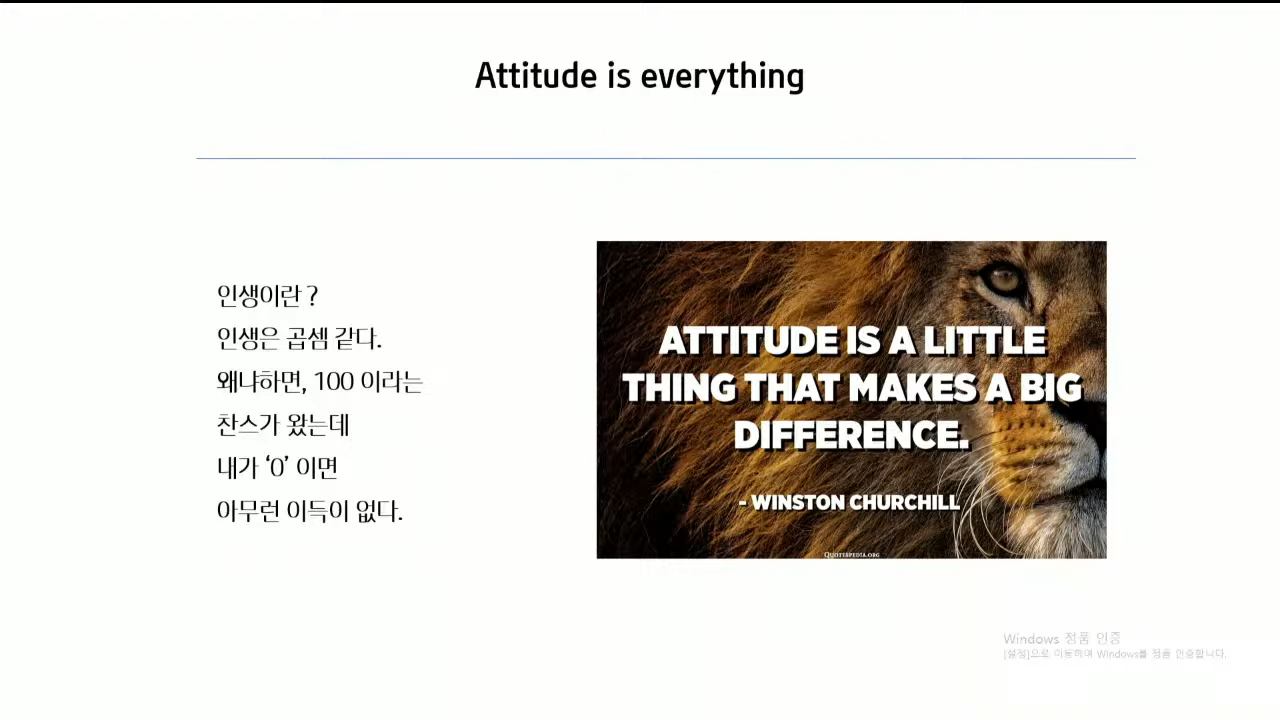 Attitude is everything
인생이란 ?
인생은 곱셈 같다.
왜냐하면, 100 이라는
찬스가 왔는데
내가 ‘0’ 이면
아무런 이득이 없다.
ATTITUDE IS A LITTLE
THING THAT MAKES A BIG
DIFFERENCE.
- WINSTON CHURCHILL
QUOTESPEDIA.ORG
Windows 정품 인증
[설정]으로 이동하여 Windows를 정품 인증합니다.